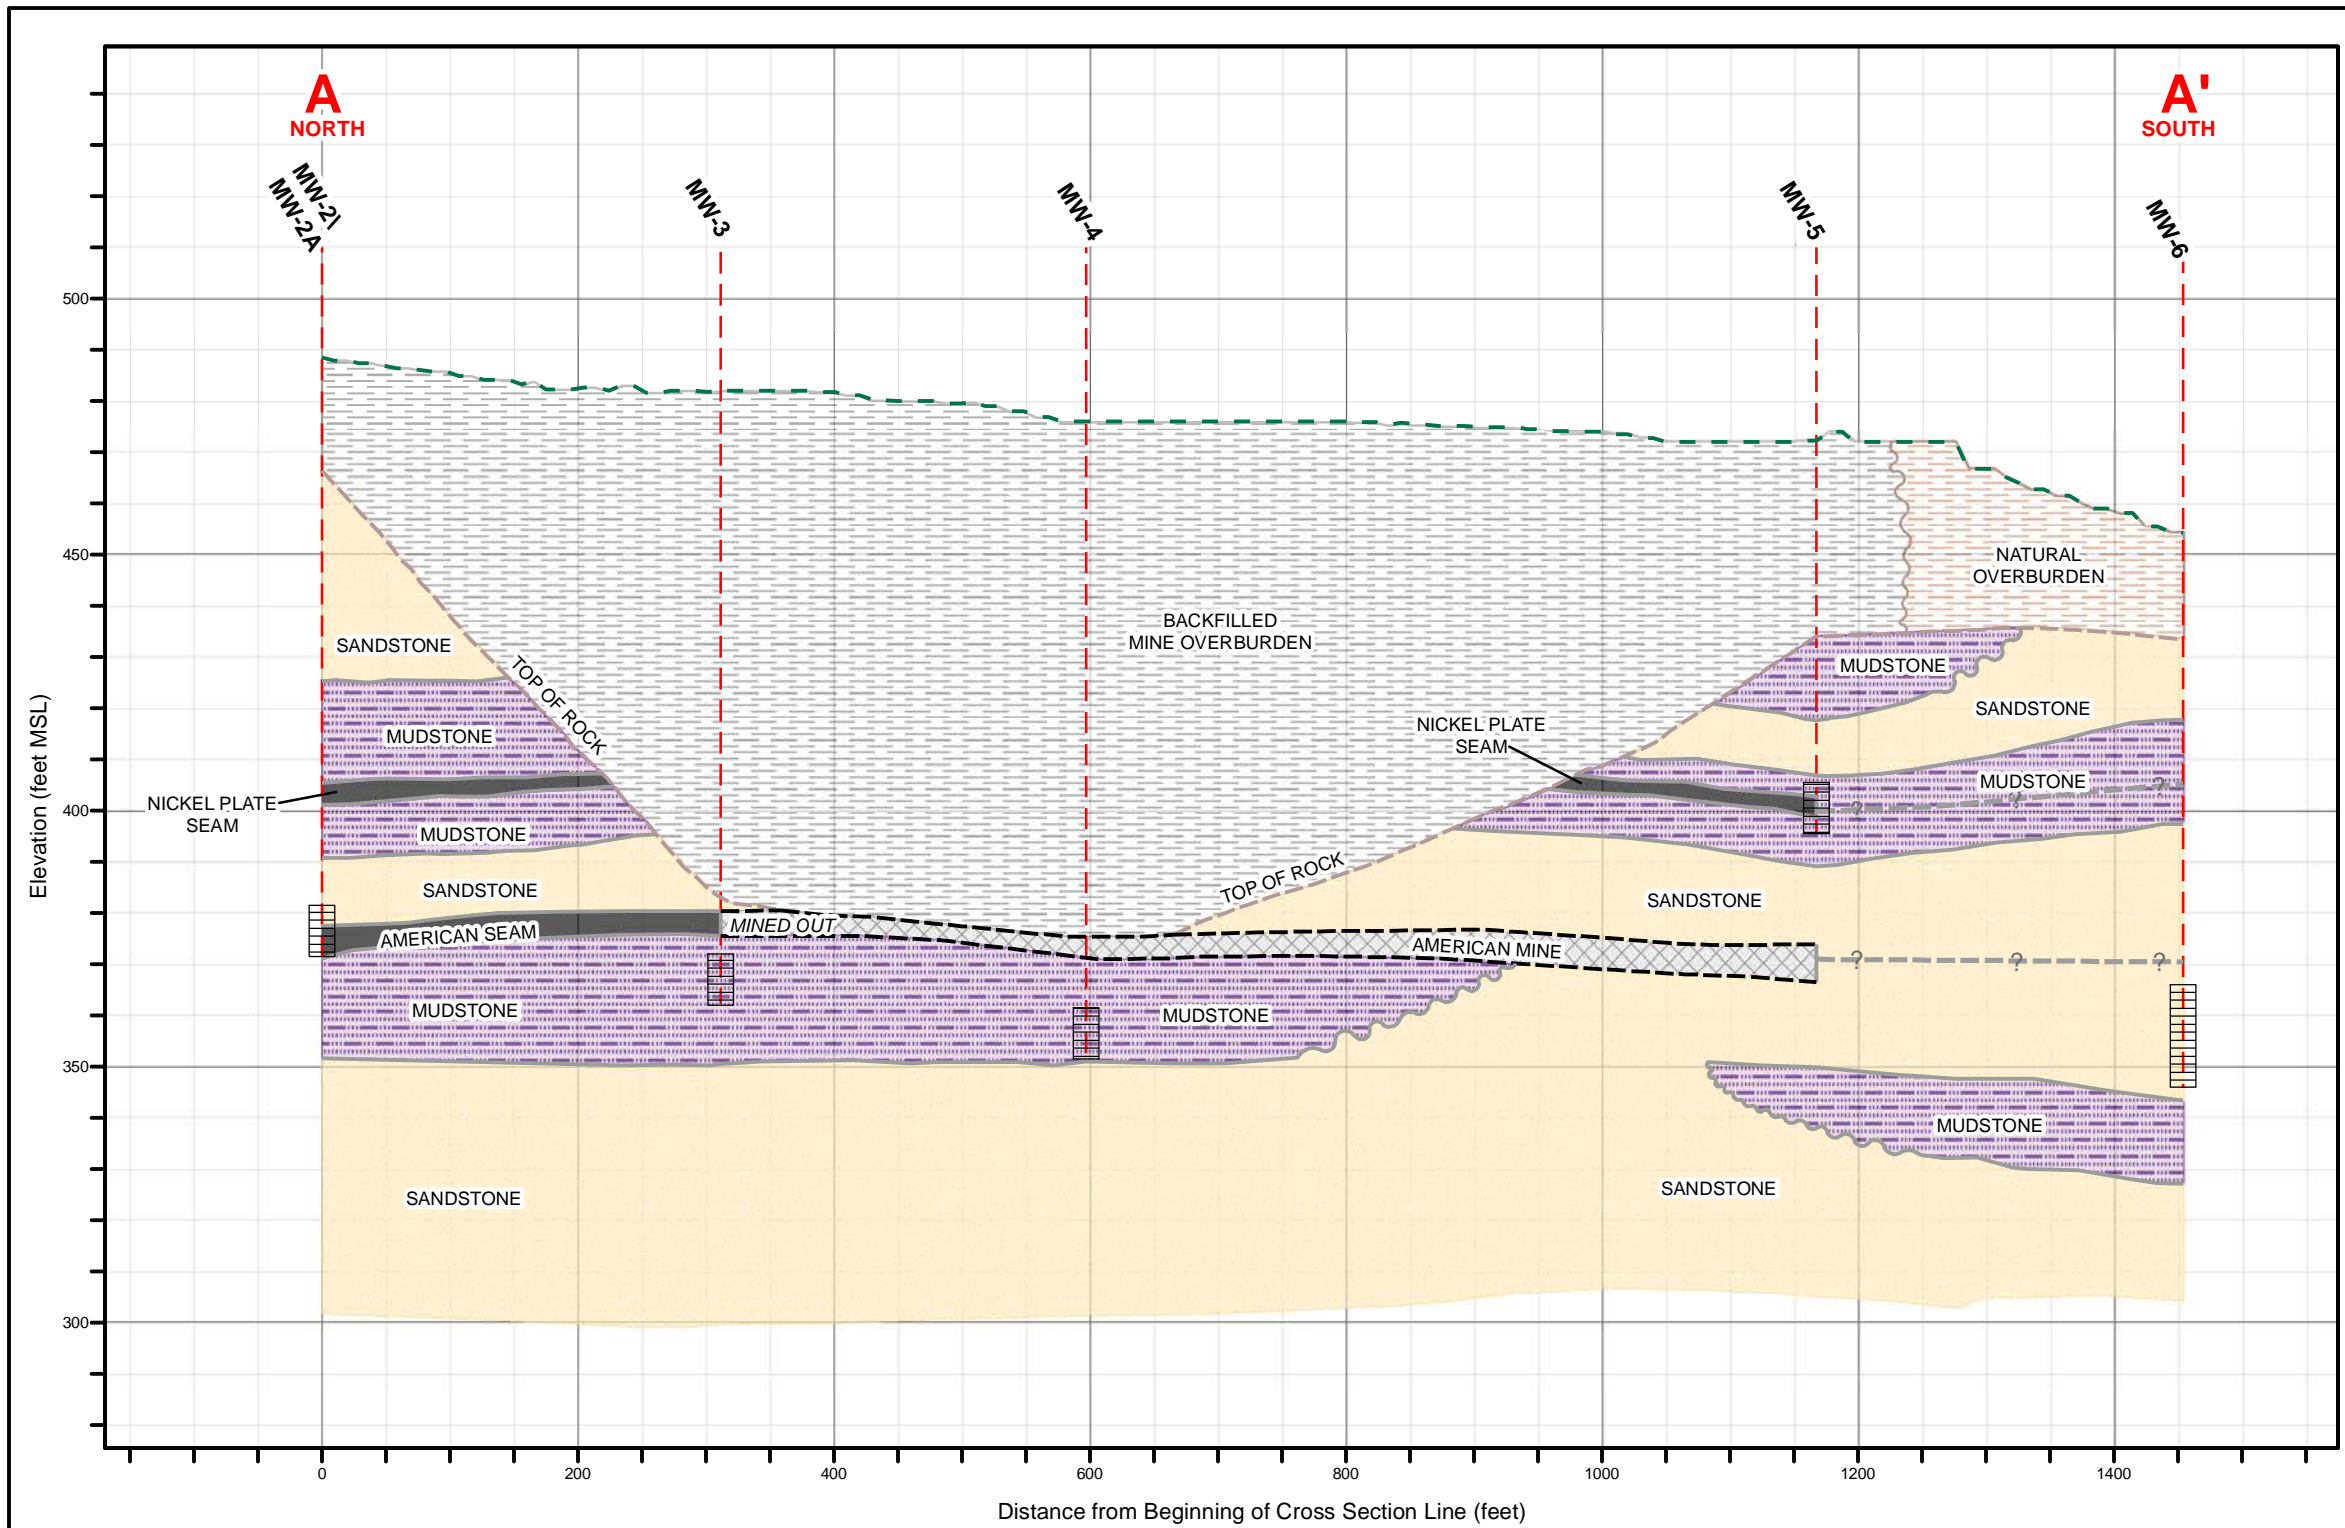 A
NORTH
A'
SOUTH
MW-2I
MW-2A
MW-3
MW-4
MW-5
MW-6
500
450
400
350
300
Elevation (feet MSL)
NATURAL
OVERBURDEN
BACKFILLED
MINE OVERBURDEN
SANDSTONE
TOP OF ROCK
MUDSTONE
SANDSTONE
MUDSTONE
NICKEL PLATE
SEAM
MUDSTONE
?
?
?
NICKEL PLATE
SEAM
MUDSTONE
TOP OF ROCK
SANDSTONE
SANDSTONE
AMERICAN SEAM
MINED OUT
AMERICAN MINE
?
?
?
MUDSTONE
MUDSTONE
MUDSTONE
SANDSTONE
SANDSTONE
0
200
400
600
800
1000
1200
1400
Distance from Beginning of Cross Section Line (feet)